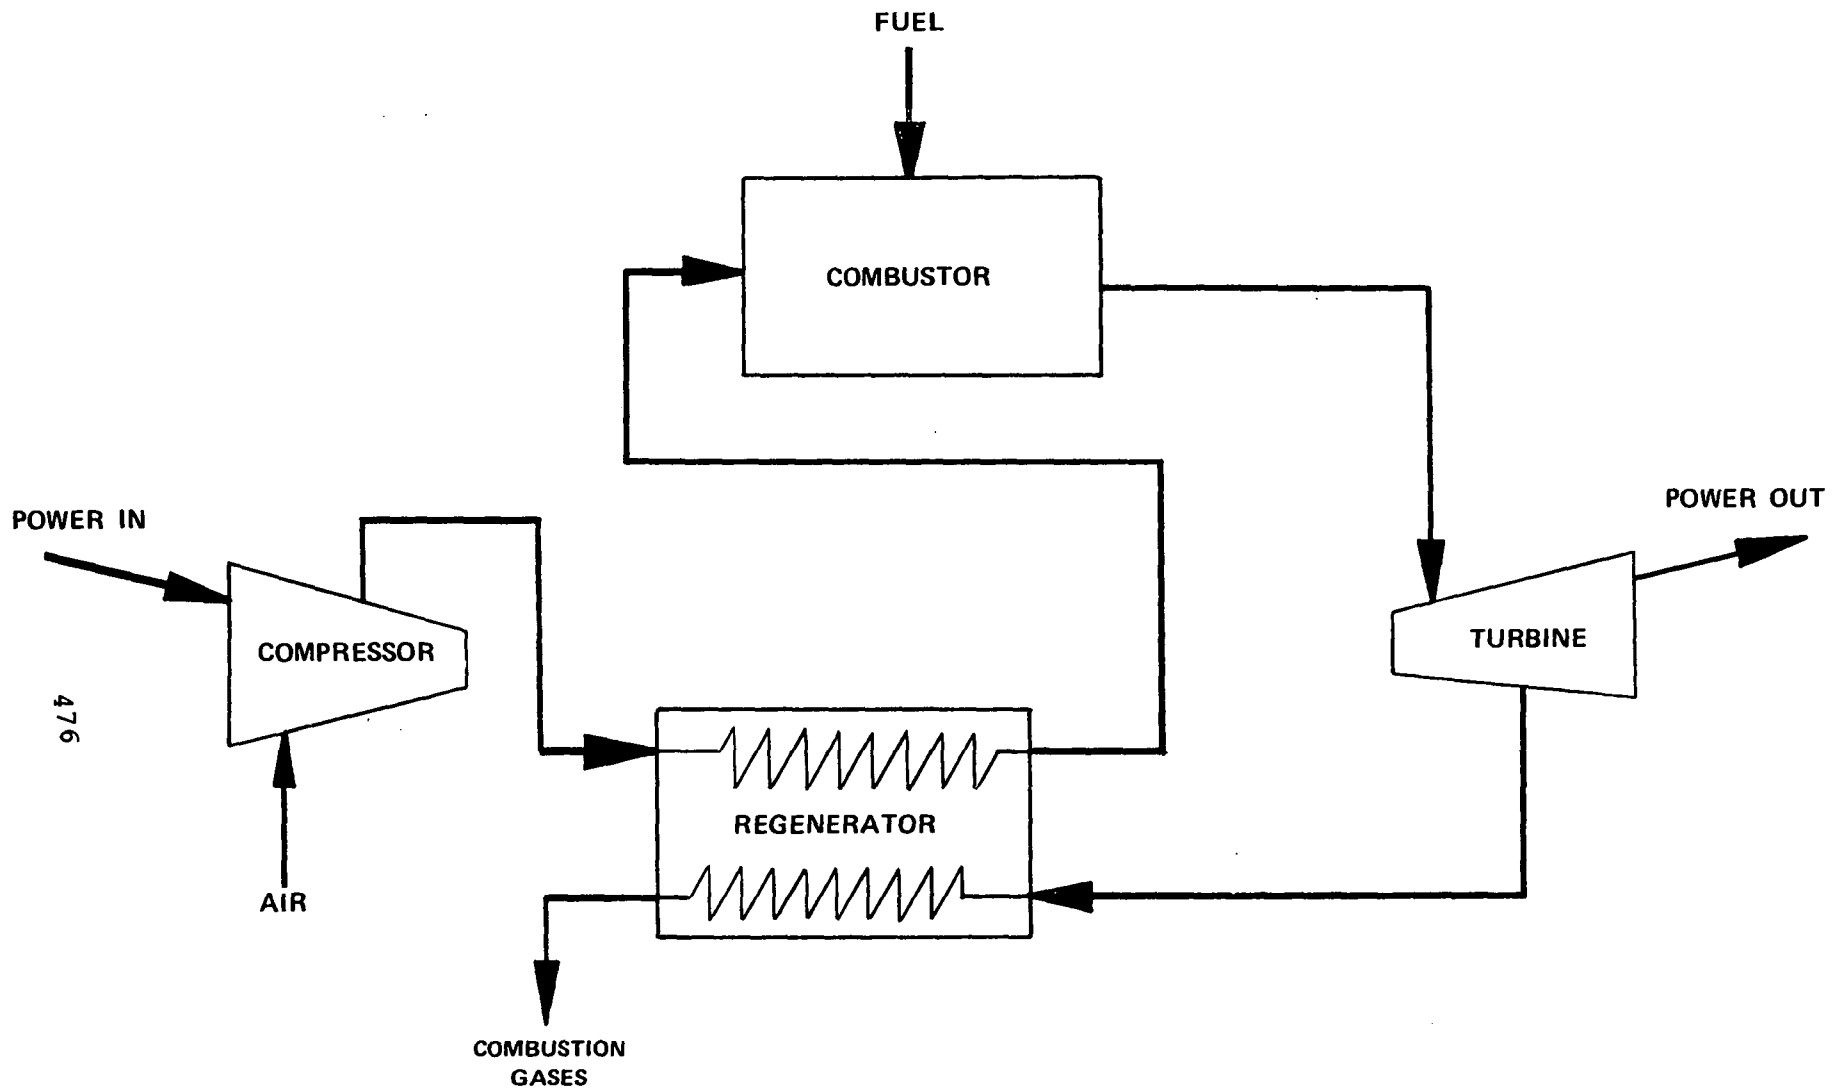 FUEL
COMBUSTOR
POWER IN
POWER OUT
COMPRESSOR
TURBINE
476
REGENERATOR
AIR
COMBUSTION
GASES